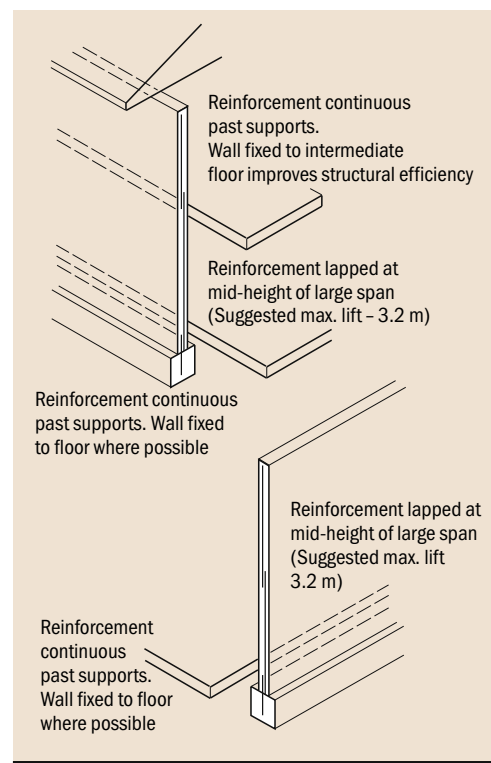 Reinforcement continuous
past supports.
Wall fixed to intermediate
floor improves structural efficiency
Reinforcement lapped at
mid-height of large span
(Suggested max. lift – 3.2 m)
Reinforcement continuous
past supports. Wall fixed
to floor where possible
Reinforcement lapped at
mid-height of large span
(Suggested max. lift
3.2 m)
Reinforcement
continuous
past supports.
Wall fixed to floor
where possible